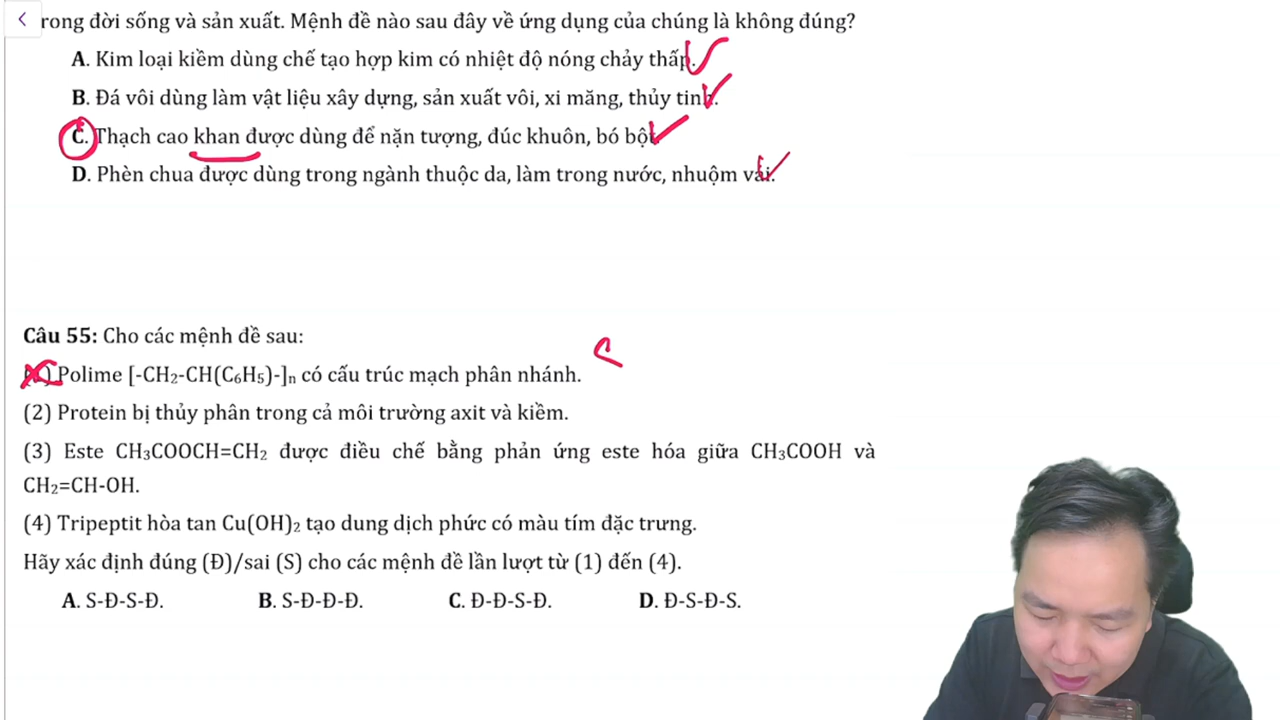 rong đời sống và sản xuất. Mệnh đề nào sau đây về ứng dụng của chúng là không đúng?
A. Kim loại kiềm dùng chế tạo hợp kim có nhiệt độ nóng chảy thấp.
B. Đá vôi dùng làm vật liệu xây dựng, sản xuất vôi, xi măng, thủy tinh.
C. Thạch cao khan được dùng để nặn tượng, đúc khuôn, bó bột.
D. Phèn chua được dùng trong ngành thuộc da, làm trong nước, nhuộm vải.
Câu 55: Cho các mệnh đề sau:
(1) Polime [-CH₂-CH(C₆H₅)-]ₙ có cấu trúc mạch phân nhánh.
(2) Protein bị thủy phân trong cả môi trường axit và kiềm.
(3) Este CH₃COOCH=CH₂ được điều chế bằng phản ứng este hóa giữa CH₃COOH và
CH₂=CH-OH.
(4) Tripeptit hòa tan Cu(OH)₂ tạo dung dịch phức có màu tím đặc trưng.
Hãy xác định đúng (Đ)/sai (S) cho các mệnh đề lần lượt từ (1) đến (4).
A. S-Đ-S-Đ. B. S-Đ-Đ-Đ. C. Đ-Đ-S-Đ. D. Đ-S-Đ-S.